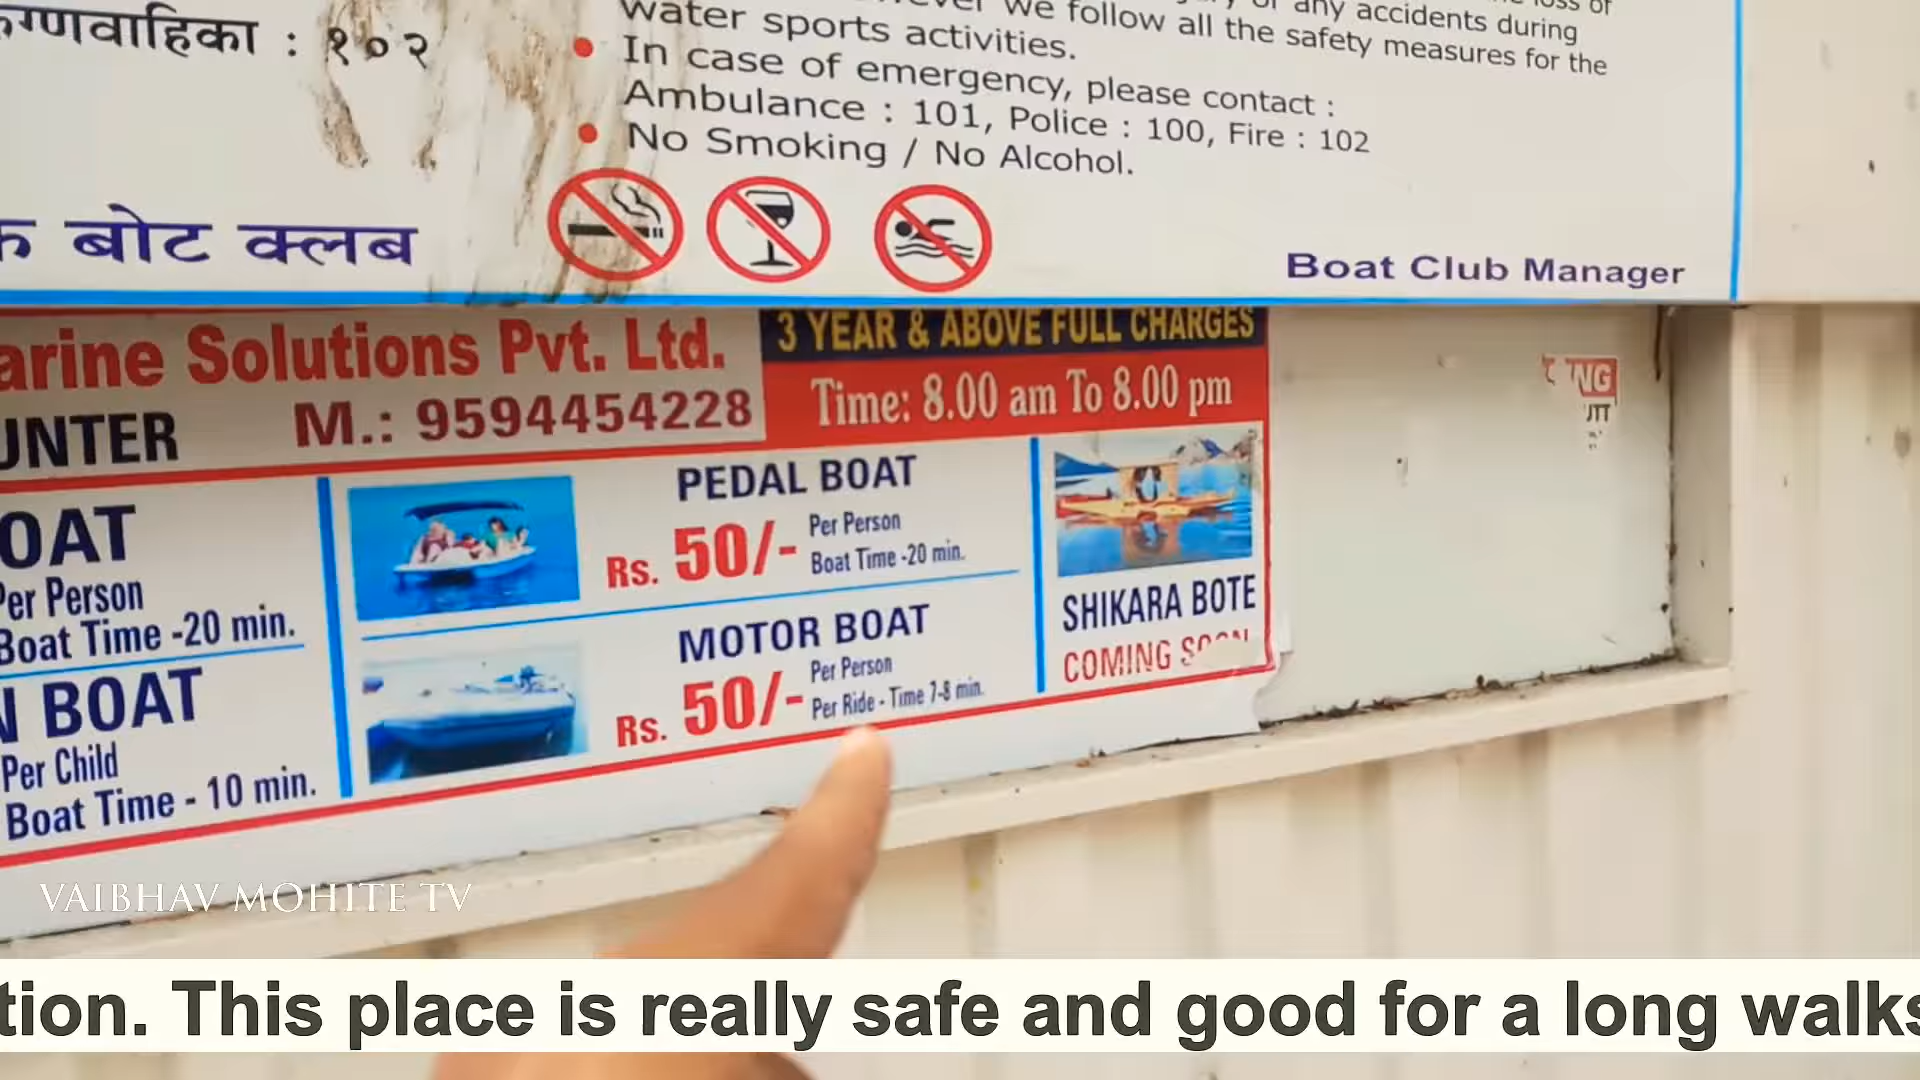 रुग्णवाहिका : १०२
क बोट क्लब
loss of
of any accidents during
water sports activities.
we follow all the safety measures for the
In case of emergency, please contact :
Ambulance : 101, Police : 100, Fire : 102
No Smoking / No Alcohol.
Boat Club Manager
arine Solutions Pvt. Ltd.
UNTER
M.: 9594454228
3 YEAR & ABOVE FULL CHARGES
Time: 8.00 am To 8.00 pm
OAT
Per Person
Boat Time -20 min.
N BOAT
Per Child
Boat Time - 10 min.
PEDAL BOAT
Rs. 50/- Per Person
Boat Time -20 min.
MOTOR BOAT
Rs. 50/- Per Person
Per Ride - Time 7-8 min.
SHIKARA BOTE
COMING SOON
NG
VAIBHAV MOHITE TV
tion. This place is really safe and good for a long walks